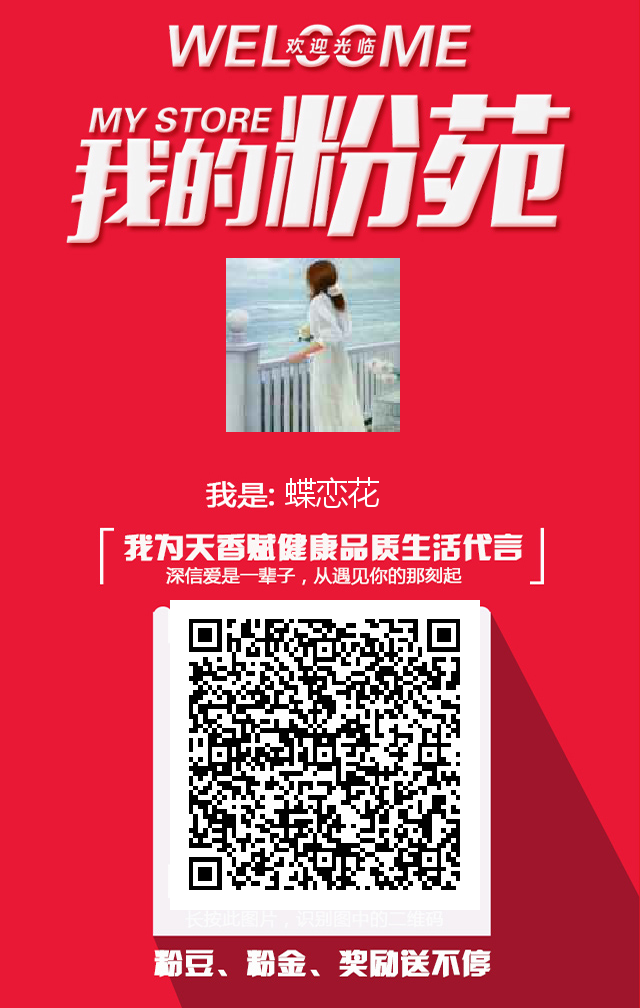 WELCOME
欢迎光临
MY STORE
我的粉苑
我是: 蝶恋花
我为天香赋健康品质生活代言
深信爱是一辈子，从遇见你的那刻起
长按此图片，识别图中的二维码
粉豆、粉金、奖励送不停